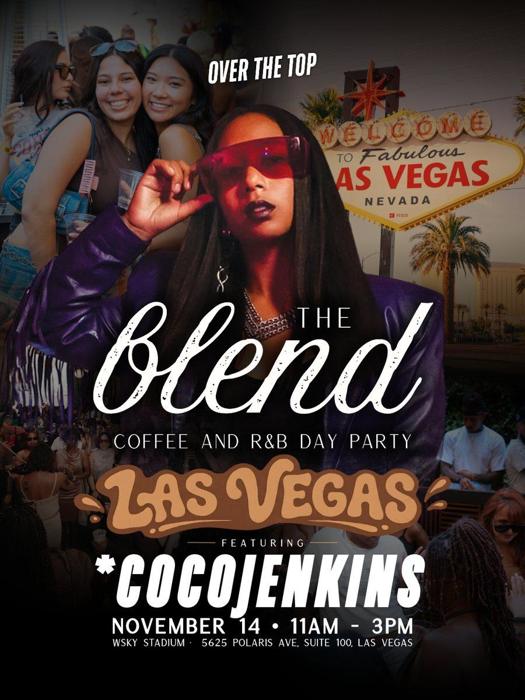 OVER THE TOP
WELCOME
TO Fabulous
LAS VEGAS
NEVADA
THE
blend
COFFEE AND R&B DAY PARTY
LAS VEGAS
FEATURING
*COCOJENKINS
NOVEMBER 14 • 11AM - 3PM
WSKY STADIUM · 5625 POLARIS AVE, SUITE 100, LAS VEGAS